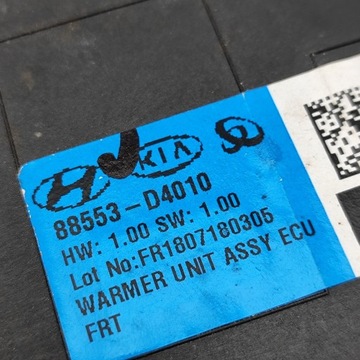 KIA
88553-D4010
HW: 1.00 SW: 1.00
Lot No:FR1807180305
WARMER UNIT ASSY ECU
FRT